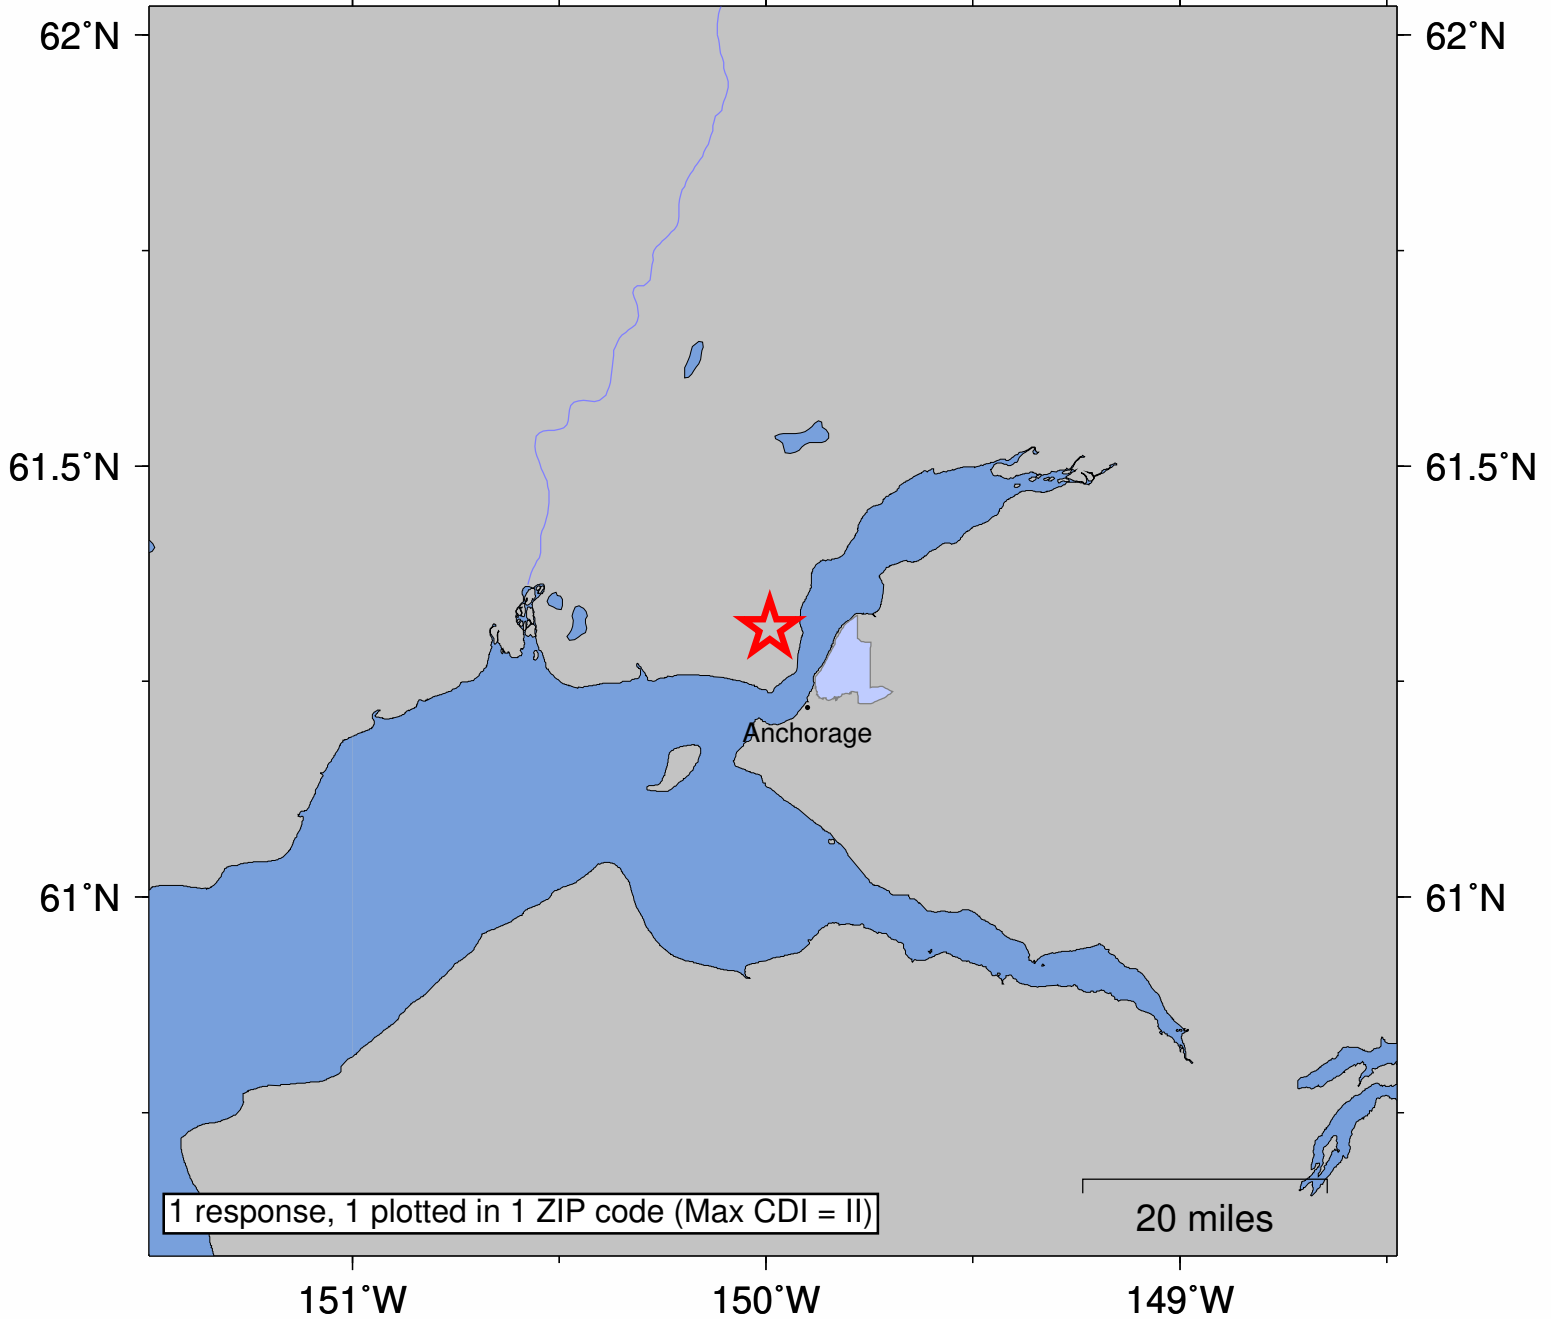 62˚N
62˚N
61.5˚N
61.5˚N
Anchorage
61˚N
61˚N
1 response, 1 plotted in 1 ZIP code (Max CDI = II)
20 miles
151˚W
150˚W
149˚W